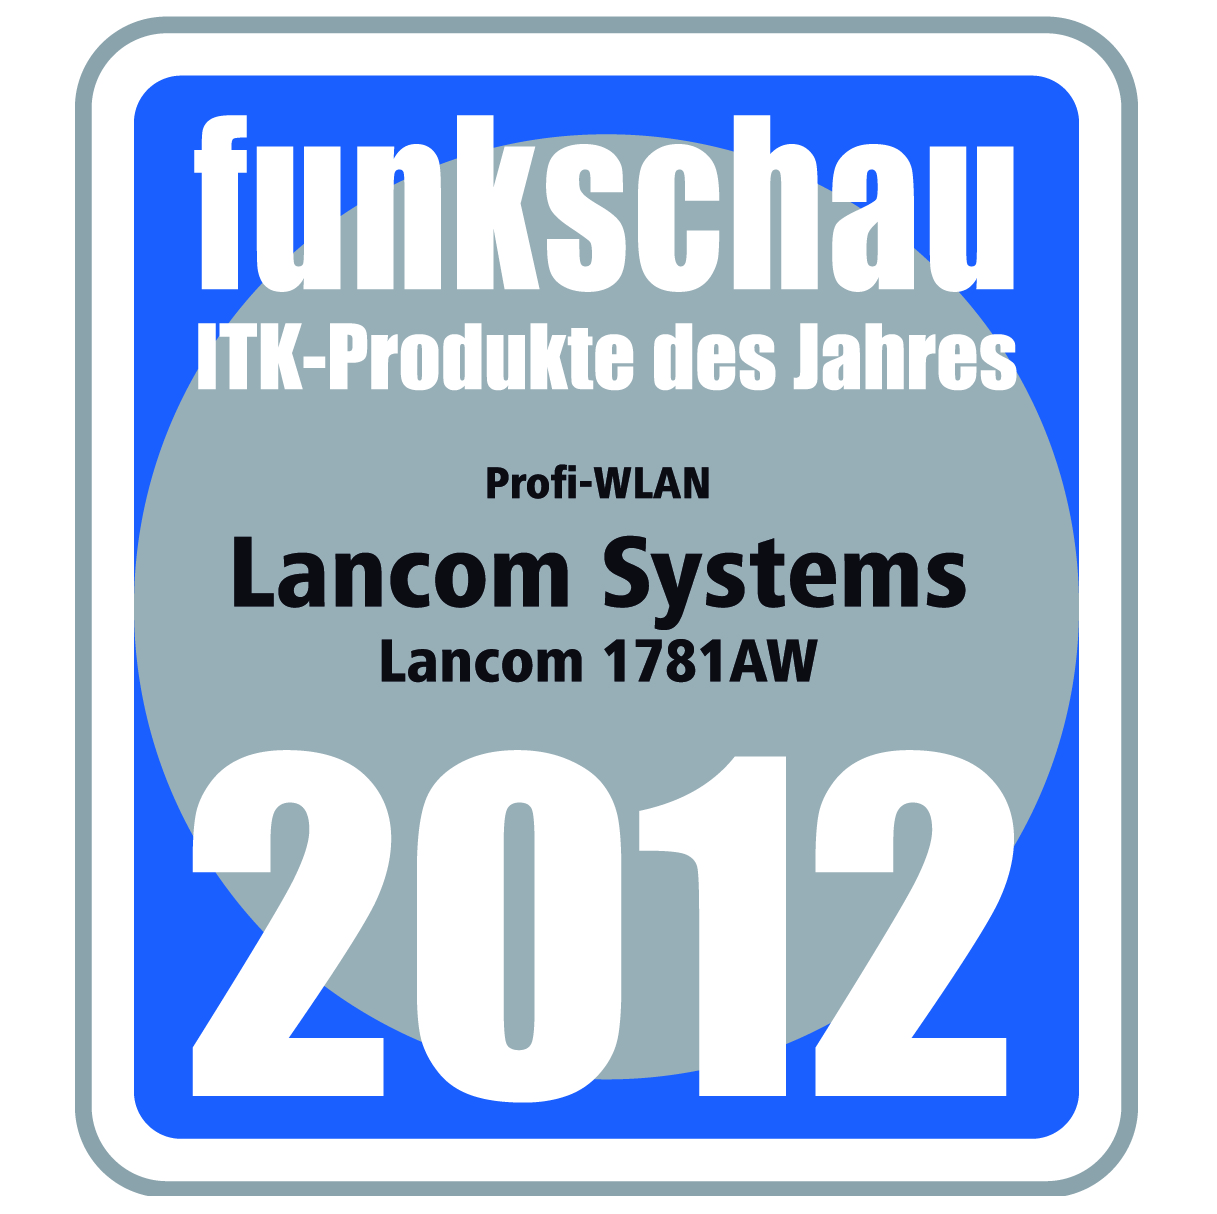 funkschau
ITK-Produkte des Jahres
Profi-WLAN
Lancom Systems
Lancom 1781AW
2012